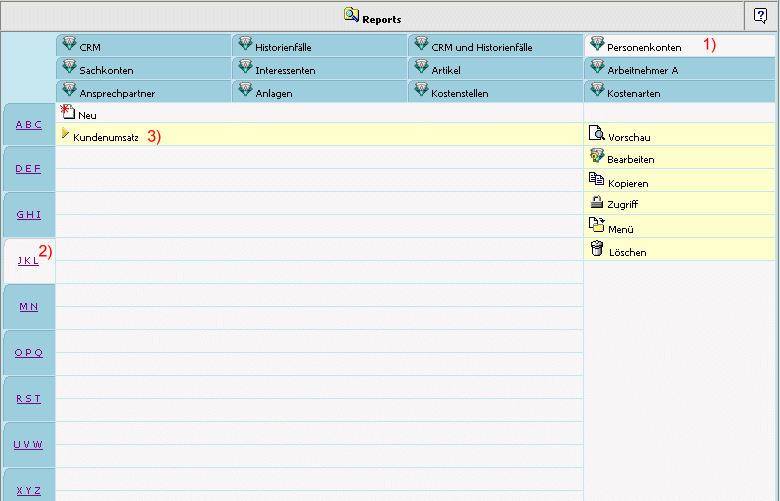 Reports
CRM
Historienfälle
CRM und Historienfälle
Personenkonten 1)
Sachkonten
Interessenten
Artikel
Arbeitnehmer A
Ansprechpartner
Anlagen
Kostenstellen
Kostenarten
Neu
A B C
Kundenumsatz 3)
Vorschau
Bearbeiten
D E F
Kopieren
Zugriff
G H I
Menü
2)
Löschen
J K L
M N
O P Q
R S T
U V W
X Y Z